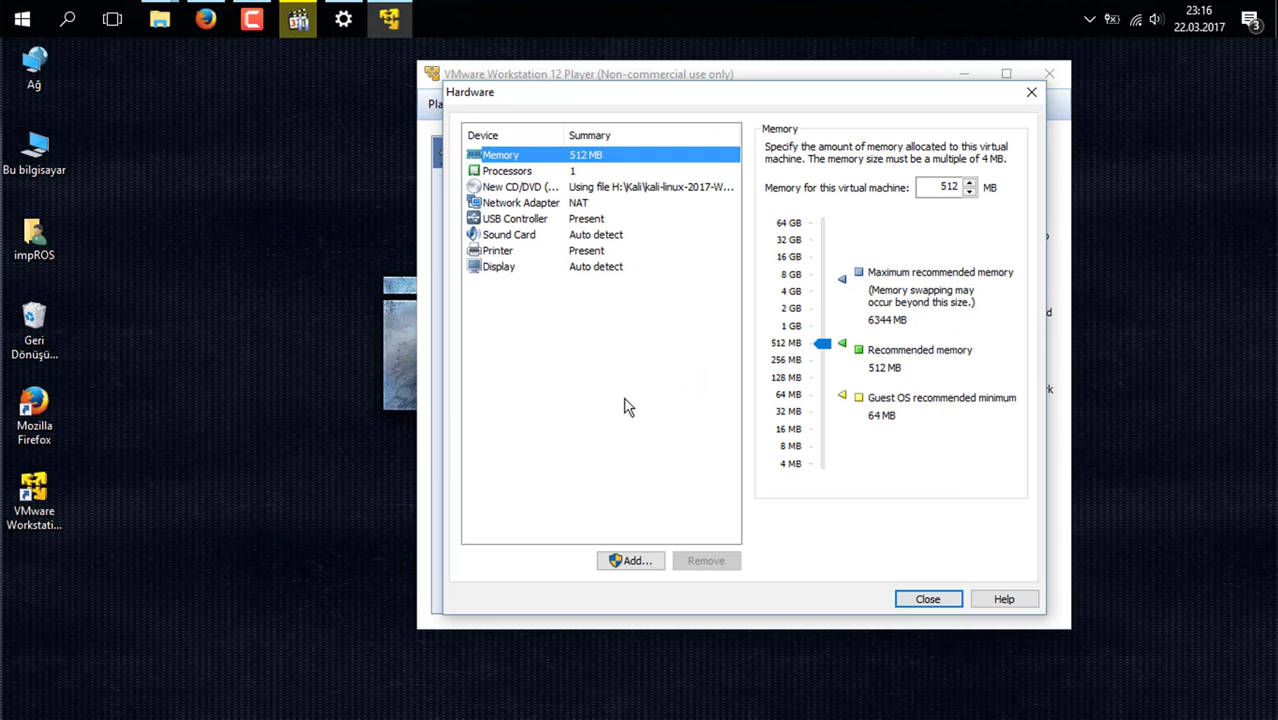 23:16
22.03.2017
3
Ağ
Bu bilgisayar
impROS
Geri
Dönüşü...
Mozilla
Firefox
VMware
Workstati...
VMware Workstation 12 Player (Non-commercial use only)
Pla
Hardware
Device Summary
Memory 512 MB
Processors 1
New CD/DVD (... Using file H:\Kali\kali-linux-2017-W...
Network Adapter NAT
USB Controller Present
Sound Card Auto detect
Printer Present
Display Auto detect
Add...
Remove
Memory
Specify the amount of memory allocated to this virtual
machine. The memory size must be a multiple of 4 MB.
Memory for this virtual machine: 512 MB
64 GB
32 GB
16 GB
8 GB
4 GB
2 GB
1 GB
512 MB
256 MB
128 MB
64 MB
32 MB
16 MB
8 MB
4 MB
Maximum recommended memory
(Memory swapping may
occur beyond this size.)
6344 MB
Recommended memory
512 MB
Guest OS recommended minimum
64 MB
Close
Help